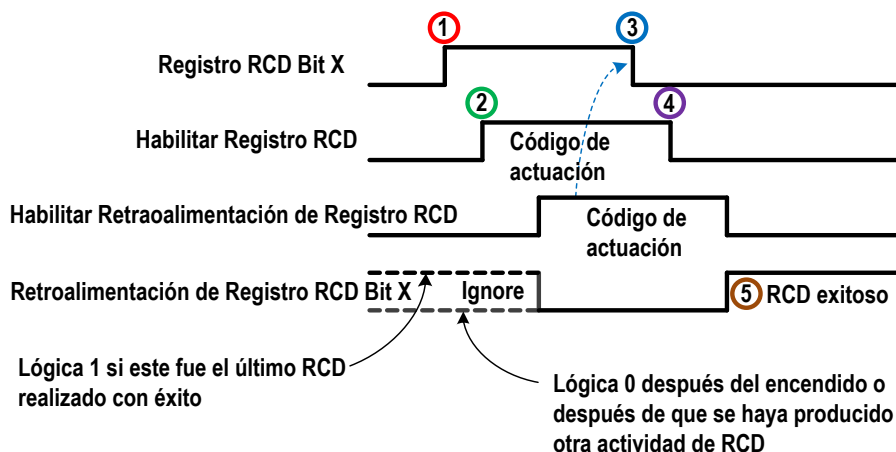 1
3
Registro RCD Bit X
2
4
Habilitar Registro RCD
Código de
actuación
Habilitar Retraoalimentación de Registro RCD
Código de
actuación
Retroalimentación de Registro RCD Bit X
Ignore
5 RCD exitoso
Lógica 1 si este fue el último RCD
realizado con éxito
Lógica 0 después del encendido o
después de que se haya producido
otra actividad de RCD